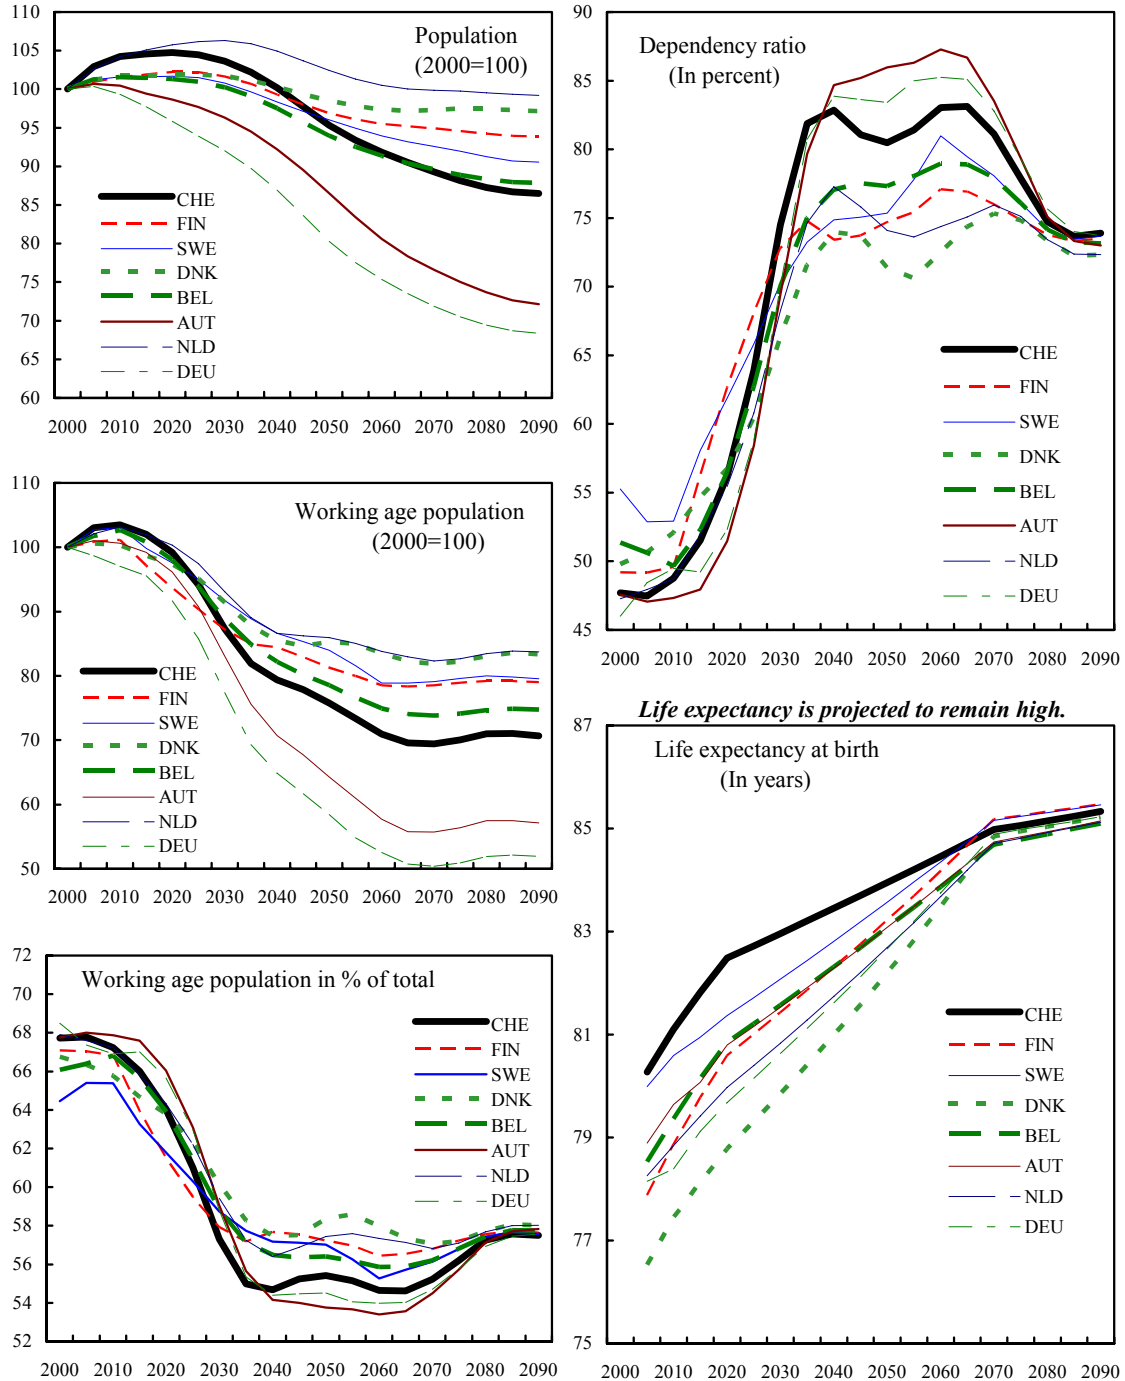 Population
(2000=100)
110
105
100
95
90
85
80
75
70
65
60
CHE
FIN
SWE
DNK
BEL
AUT
NLD
DEU
2000 2010 2020 2030 2040 2050 2060 2070 2080 2090
Working age population
(2000=100)
110
100
90
80
70
60
50
CHE
FIN
SWE
DNK
BEL
AUT
NLD
DEU
2000 2010 2020 2030 2040 2050 2060 2070 2080 2090
Working age population in % of total
72
70
68
66
64
62
60
58
56
54
52
CHE
FIN
SWE
DNK
BEL
AUT
NLD
DEU
2000 2010 2020 2030 2040 2050 2060 2070 2080 2090
Dependency ratio
(In percent)
90
85
80
75
70
65
60
55
50
45
CHE
FIN
SWE
DNK
BEL
AUT
NLD
DEU
2000 2010 2020 2030 2040 2050 2060 2070 2080 2090
Life expectancy is projected to remain high.
Life expectancy at birth
(In years)
87
85
83
81
79
77
75
CHE
FIN
SWE
DNK
BEL
AUT
NLD
DEU
2000 2010 2020 2030 2040 2050 2060 2070 2080 2090